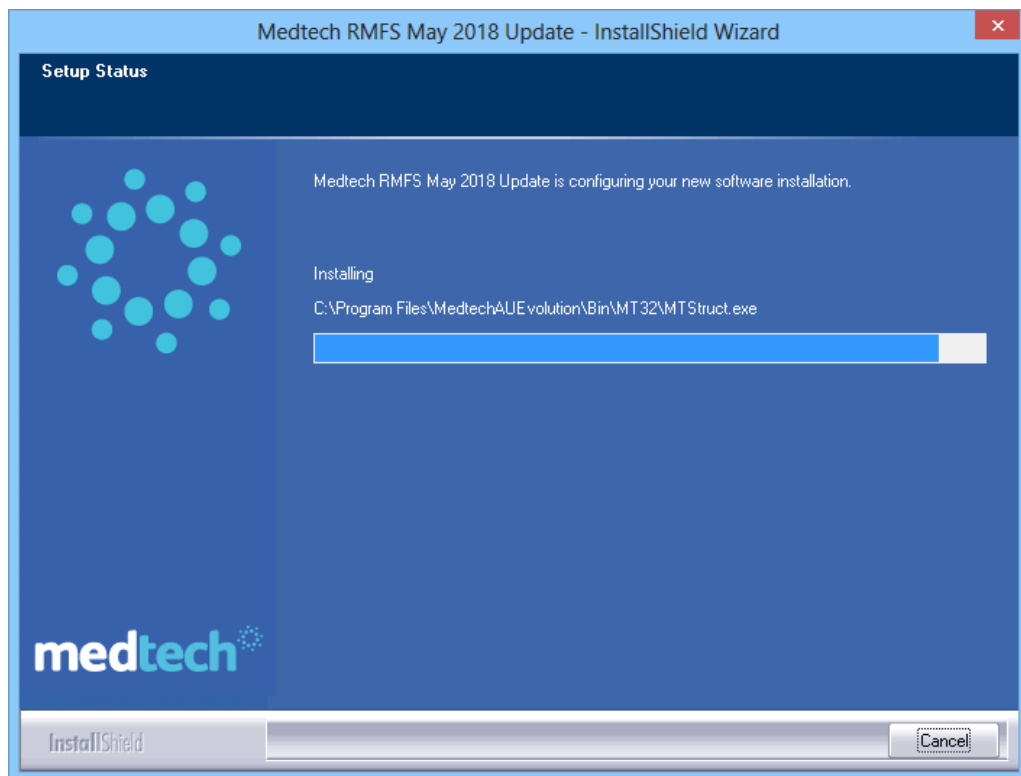 Medtech RMFS May 2018 Update - InstallShield Wizard
Setup Status
Medtech RMFS May 2018 Update is configuring your new software installation.
Installing
C:\Program Files\MedtechAUEvolution\Bin\MT32\MTStruct.exe
medtech
InstallShield
Cancel